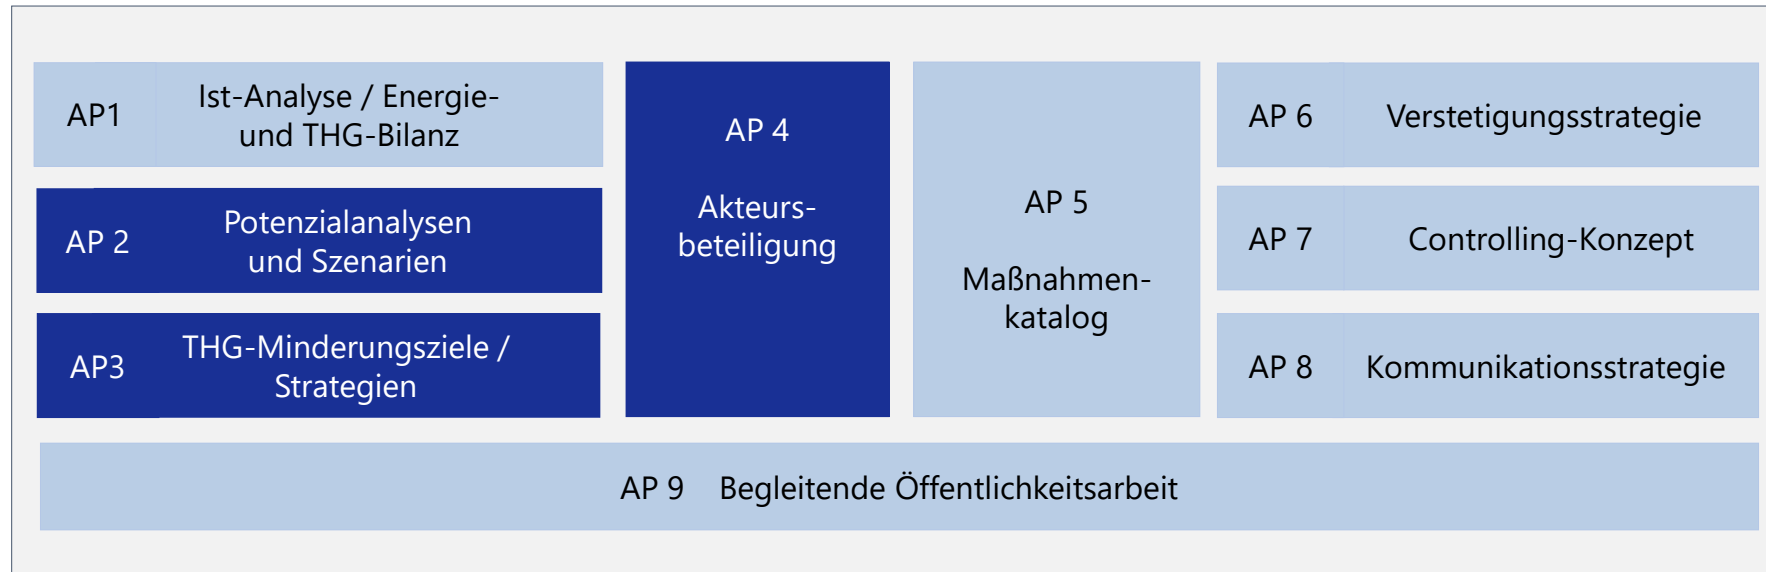 AP1
Ist-Analyse / Energie-
und THG-Bilanz
AP 2
Potenzialanalysen
und Szenarien
AP3
THG-Minderungsziele /
Strategien
AP 4
Akteurs-
beteiligung
AP 5
Maßnahmen-
katalog
AP 6
Verstetigungsstrategie
AP 7
Controlling-Konzept
AP 8
Kommunikationsstrategie
AP 9 Begleitende Öffentlichkeitsarbeit